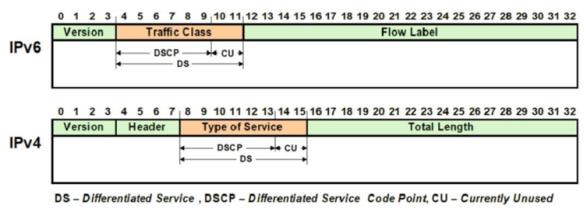 0 1 2 3 4 5 6 7 8 9 10 11 12 13 14 15 16 17 18 19 20 21 22 23 24 25 26 27 28 29 30 31 32
IPv6
Version Traffic Class Flow Label
DSCP CU
DS
0 1 2 3 4 5 6 7 8 9 10 11 12 13 14 15 16 17 18 19 20 21 22 23 24 25 26 27 28 29 30 31 32
IPv4
Version Header Type of Service Total Length
DSCP CU
DS
DS – Differentiated Service , DSCP – Differentiated Service Code Point, CU – Currently Unused